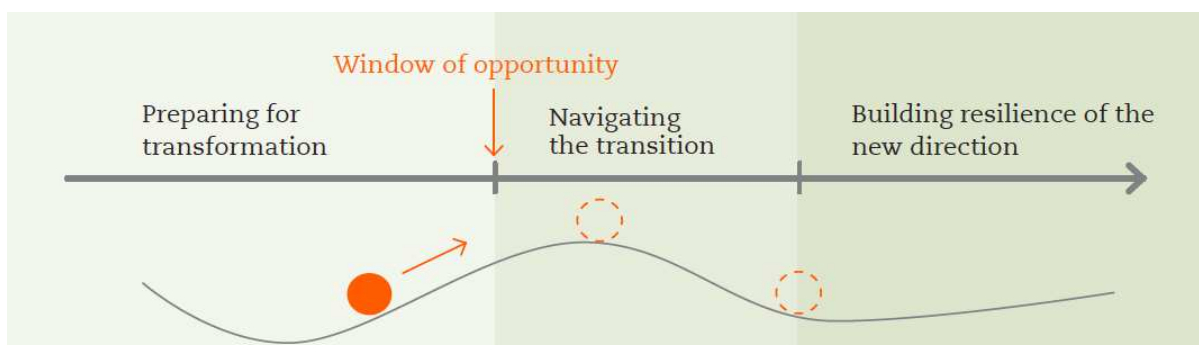 Window of opportunity
Preparing for
transformation
Navigating
the transition
Building resilience of the
new direction